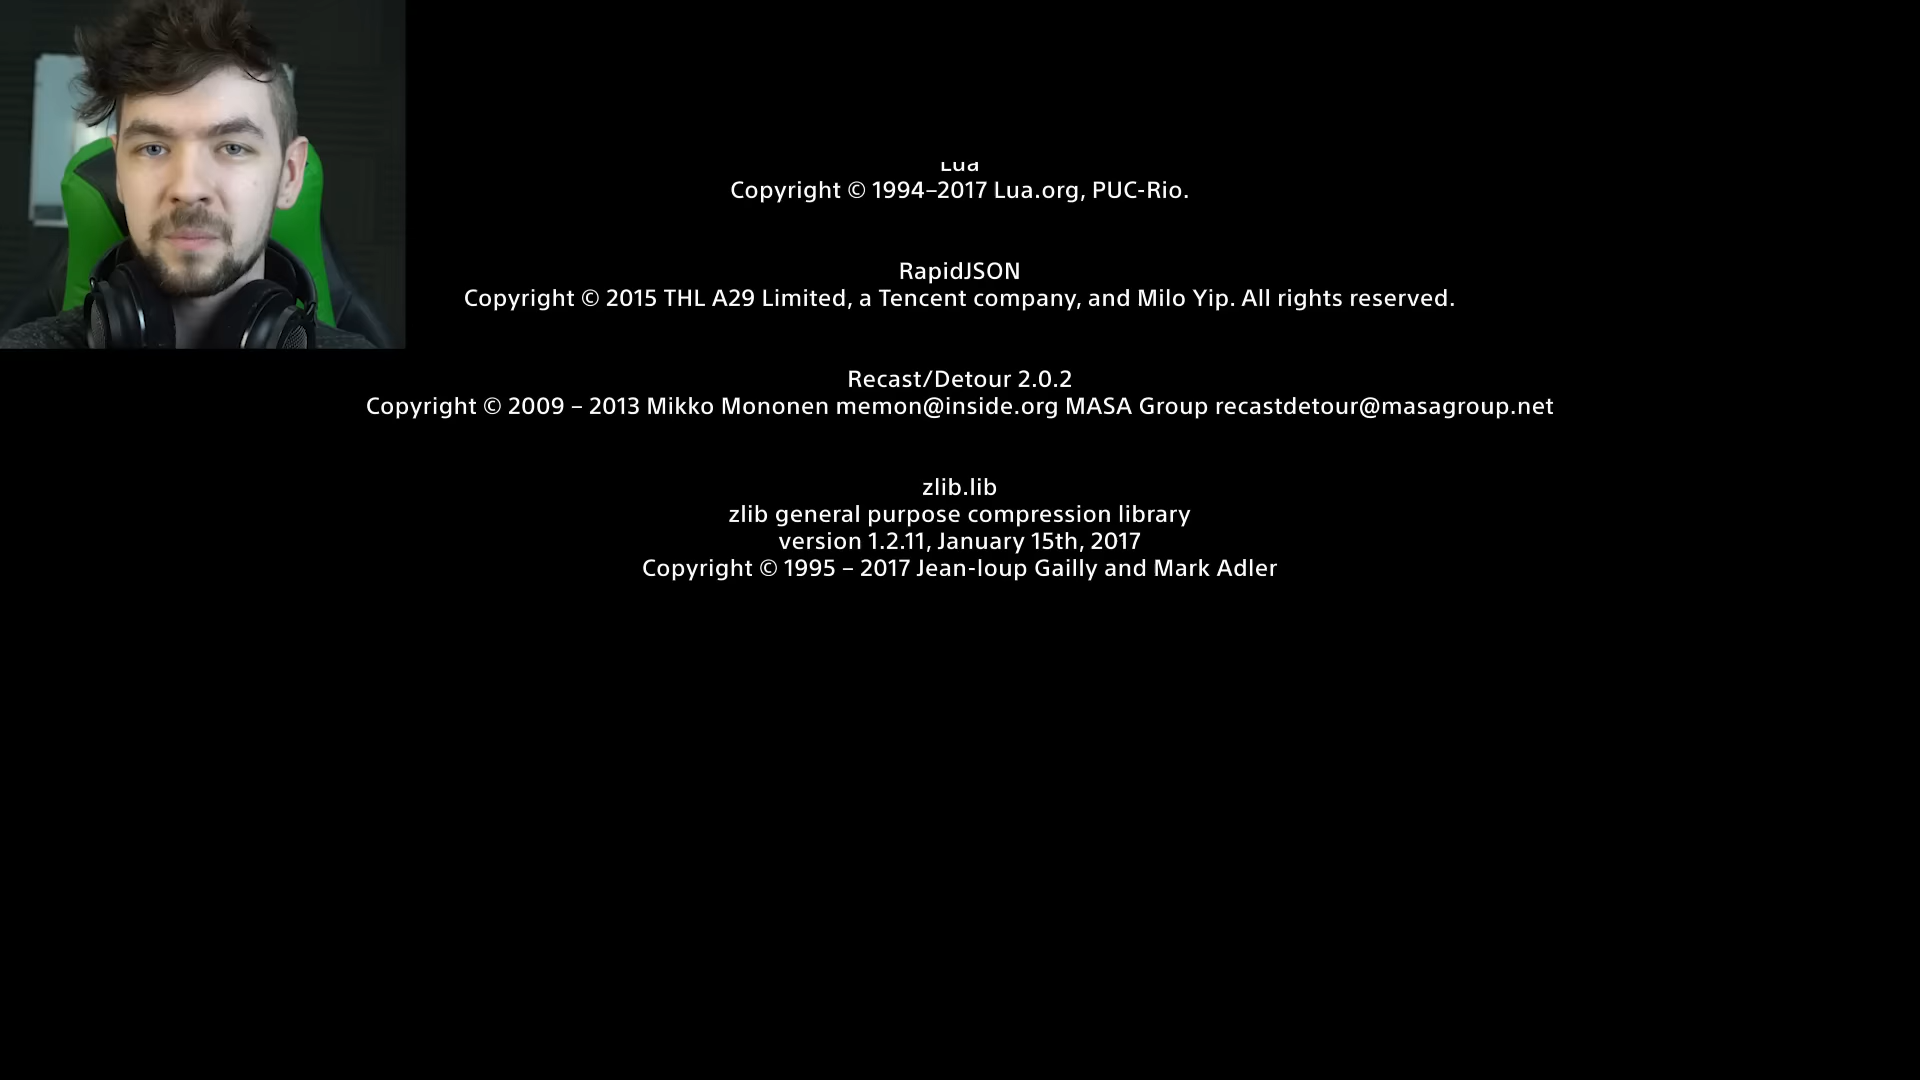 Lua
Copyright © 1994–2017 Lua.org, PUC-Rio.
RapidJSON
Copyright © 2015 THL A29 Limited, a Tencent company, and Milo Yip. All rights reserved.
Recast/Detour 2.0.2
Copyright © 2009 – 2013 Mikko Mononen memon@inside.org MASA Group recastdetour@masagroup.net
zlib.lib
zlib general purpose compression library
version 1.2.11, January 15th, 2017
Copyright © 1995 – 2017 Jean-loup Gailly and Mark Adler